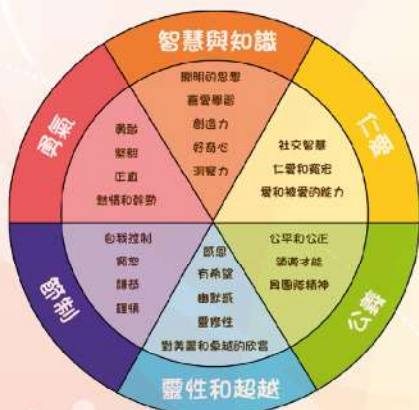 智慧與知識
開明的思想
喜愛學習
創造力
好奇心
洞察力
仁愛
社交智慧
仁愛和寬宏
愛和被愛的能力
公義
公平和公正
領導才能
具團隊精神
靈性和超越
感恩
有希望
幽默感
靈修性
對美麗和卓越的欣賞
節制
自我控制
寬恕
謙恭
謹慎
勇氣
勇敢
堅毅
正直
熱情和幹勁